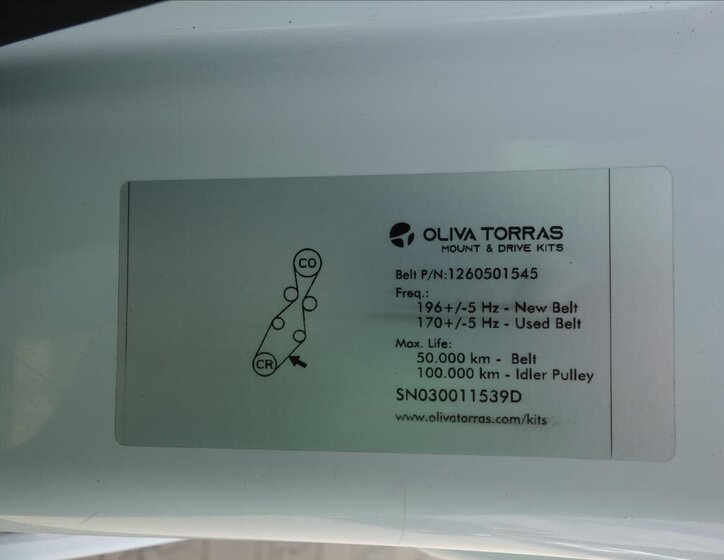 OLIVA TORRAS
MOUNT & DRIVE KITS
Belt P/N:1260501545
Freq.:
196+/-5 Hz - New Belt
170+/-5 Hz - Used Belt
Max. Life:
50.000 km - Belt
100.000 km - Idler Pulley
SN030011539D
www.olivatorras.com/kits
CO
CR